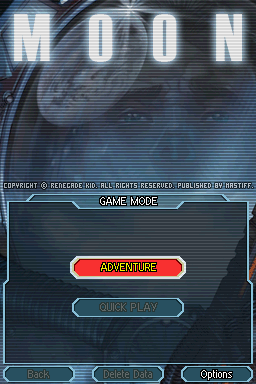 MOON
COPYRIGHT © RENEGADE KID. ALL RIGHTS RESERVED. PUBLISHED BY MASTIFF.
GAME MODE
ADVENTURE
QUICK PLAY
Back Delete Data Options